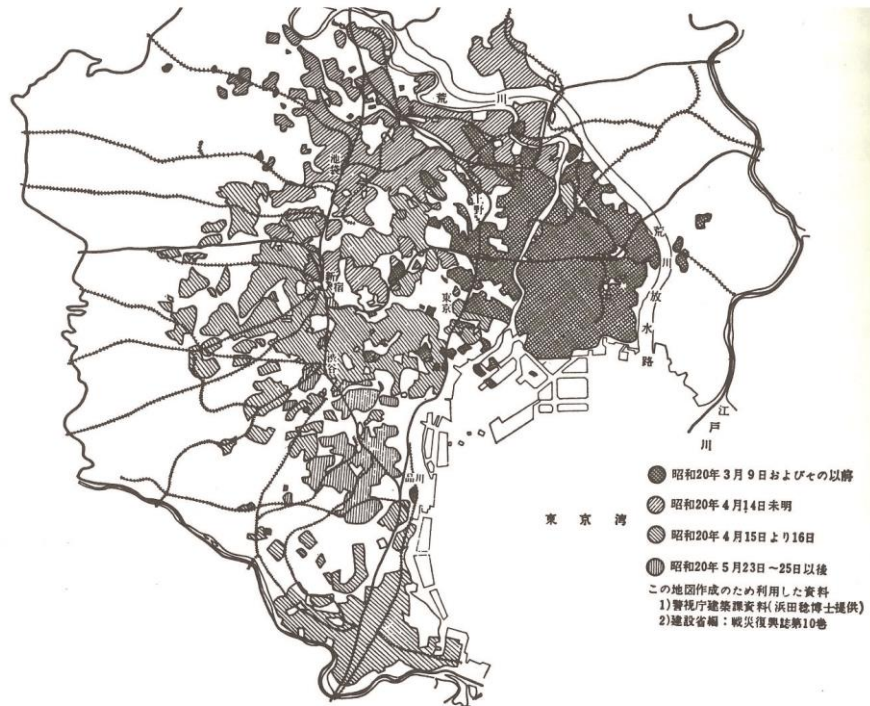 荒川
池袋
上野
新宿
東京
渋谷
品川
荒川放水路
江戸川
東京湾
昭和20年3月9日およびその以前
昭和20年4月14日未明
昭和20年4月15日より16日
昭和20年5月23日〜25日以後
この地図作成のため利用した資料
1)警視庁建築課資料(浜田稔博士提供)
2)建設省編：戦災復興誌第10巻